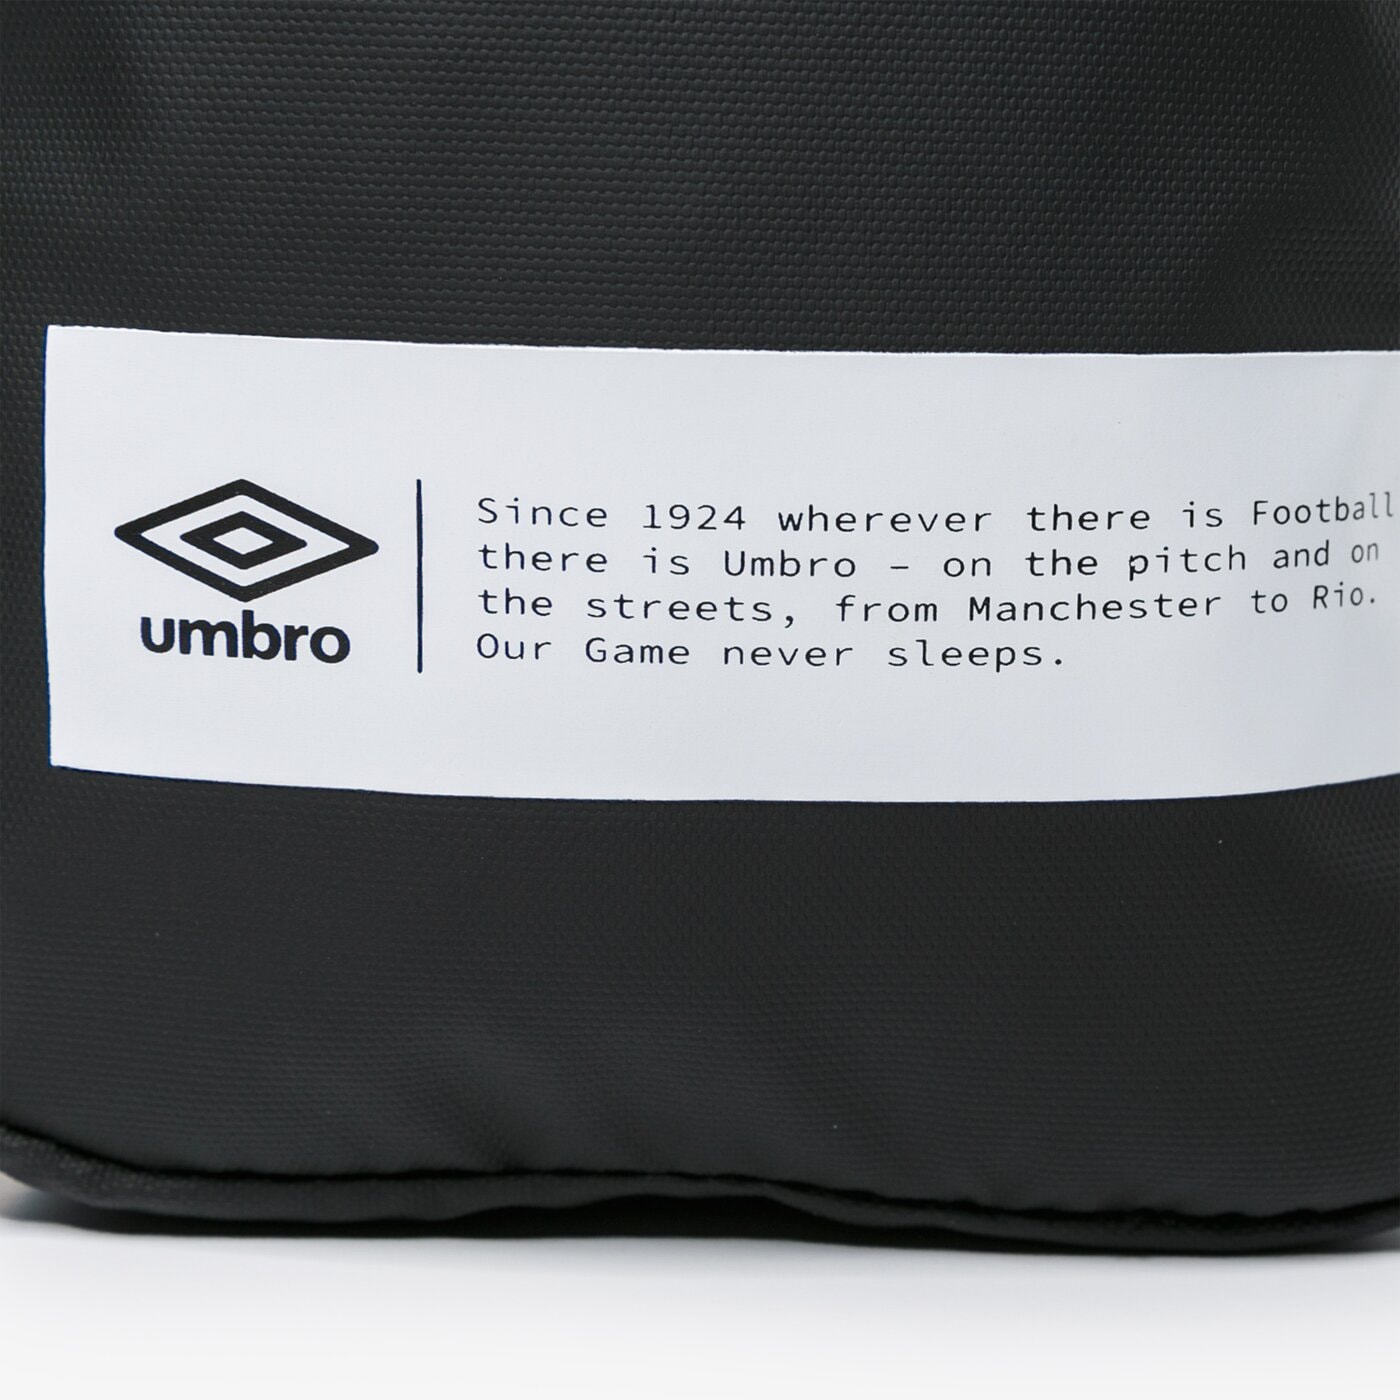 umbro
Since 1924 wherever there is Football
there is Umbro – on the pitch and on
the streets, from Manchester to Rio.
Our Game never sleeps.